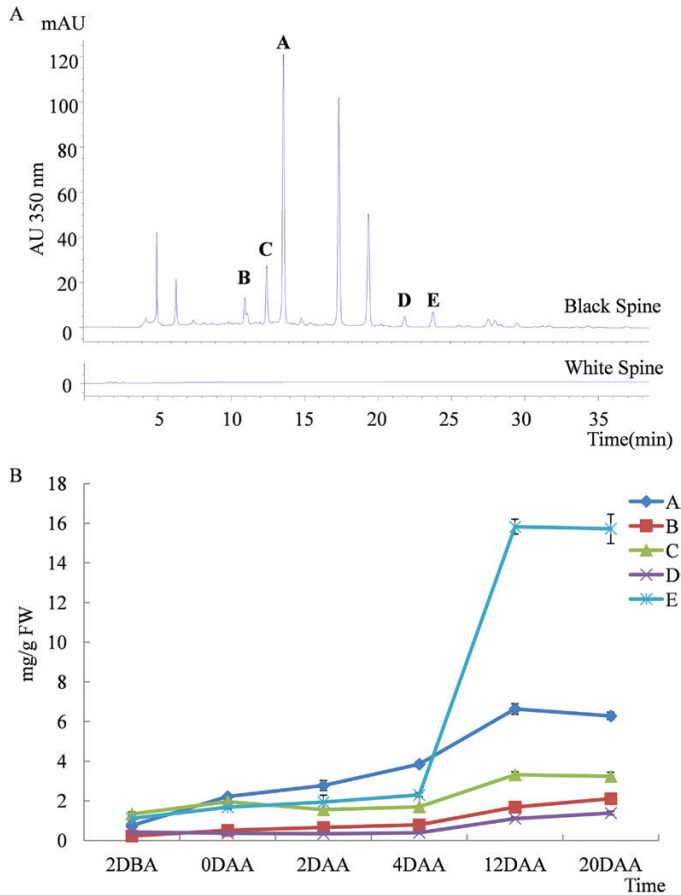 A
mAU
120
100
80
60
40
20
0
AU 350 nm
A
B
C
D
E
Black Spine
0
White Spine
5 10 15 20 25 30 35
Time(min)
B
18
16
14
12
10
8
6
4
2
0
mg/g FW
A
B
C
D
E
2DBA 0DAA 2DAA 4DAA 12DAA 20DAA
Time